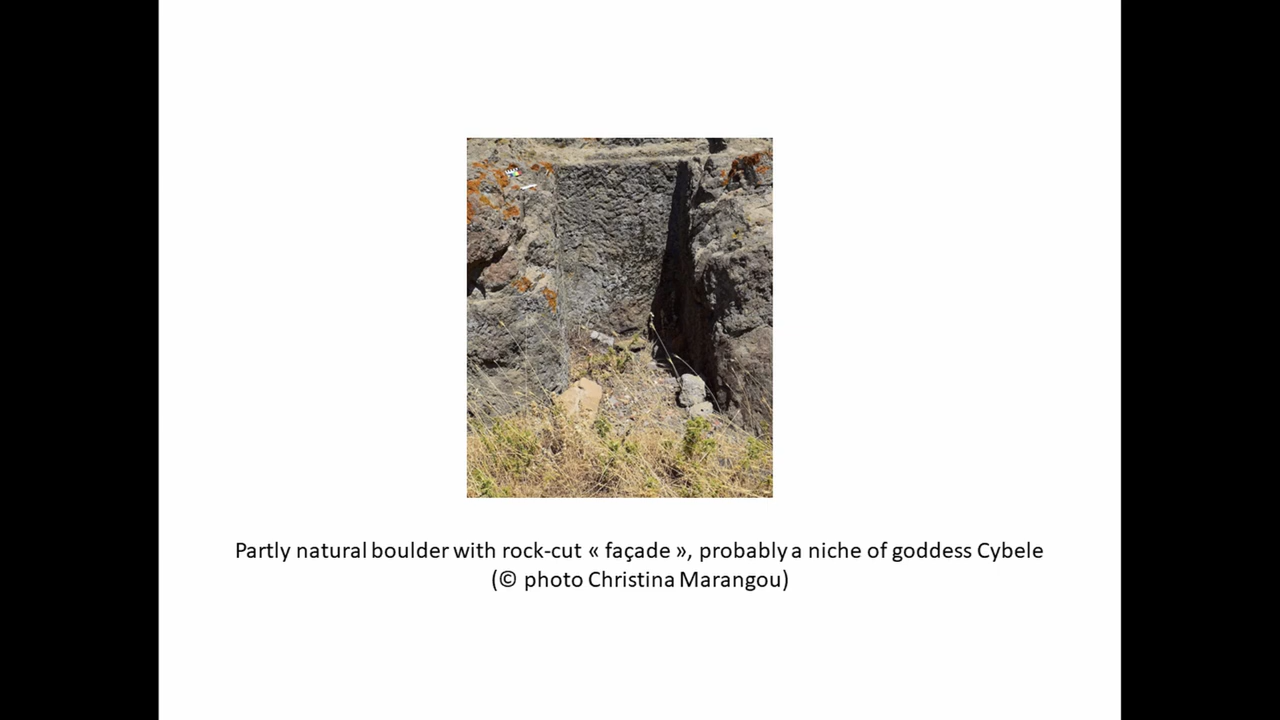 Partly natural boulder with rock-cut « façade », probably a niche of goddess Cybele
(© photo Christina Marangou)